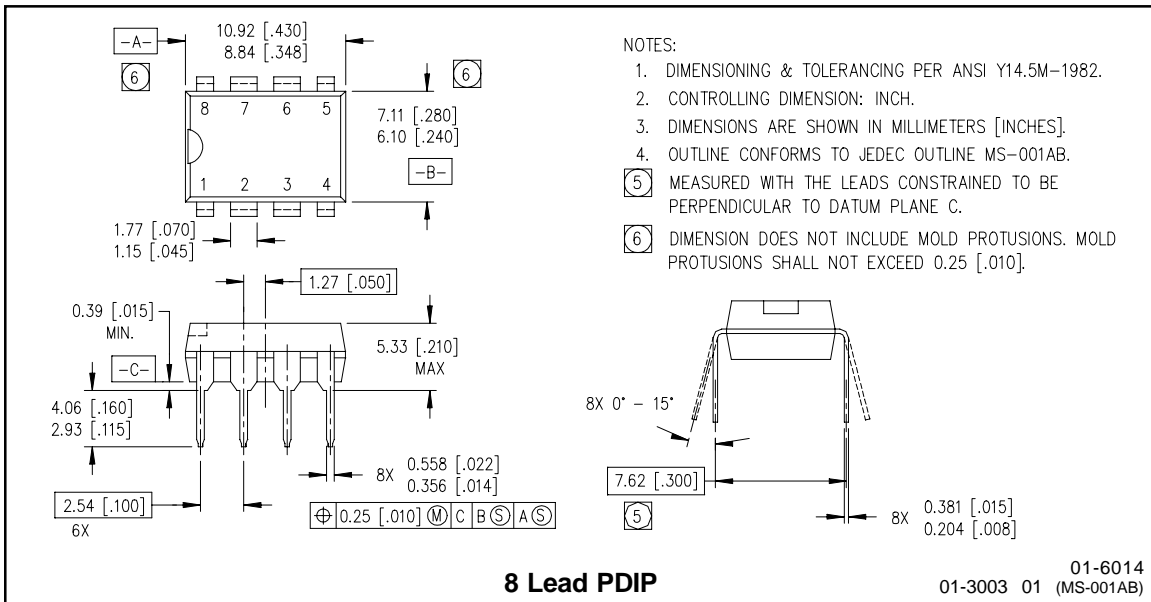 -A-
10.92 [.430]
8.84 [.348]
6
6
8 7 6 5
1 2 3 4
7.11 [.280]
6.10 [.240]
-B-
1.77 [.070]
1.15 [.045]
1.27 [.050]
0.39 [.015]
MIN.
-C-
5.33 [.210]
MAX
4.06 [.160]
2.93 [.115]
2.54 [.100]
6X
8X 0.558 [.022]
0.356 [.014]
⌖ 0.25 [.010] Ⓜ C B Ⓢ A Ⓢ
NOTES:
1. DIMENSIONING & TOLERANCING PER ANSI Y14.5M-1982.
2. CONTROLLING DIMENSION: INCH.
3. DIMENSIONS ARE SHOWN IN MILLIMETERS [INCHES].
4. OUTLINE CONFORMS TO JEDEC OUTLINE MS-001AB.
5 MEASURED WITH THE LEADS CONSTRAINED TO BE
PERPENDICULAR TO DATUM PLANE C.
6 DIMENSION DOES NOT INCLUDE MOLD PROTUSIONS. MOLD
PROTUSIONS SHALL NOT EXCEED 0.25 [.010].
8X 0° - 15°
7.62 [.300]
5
8X 0.381 [.015]
0.204 [.008]
8 Lead PDIP
01-6014
01-3003 01 (MS-001AB)